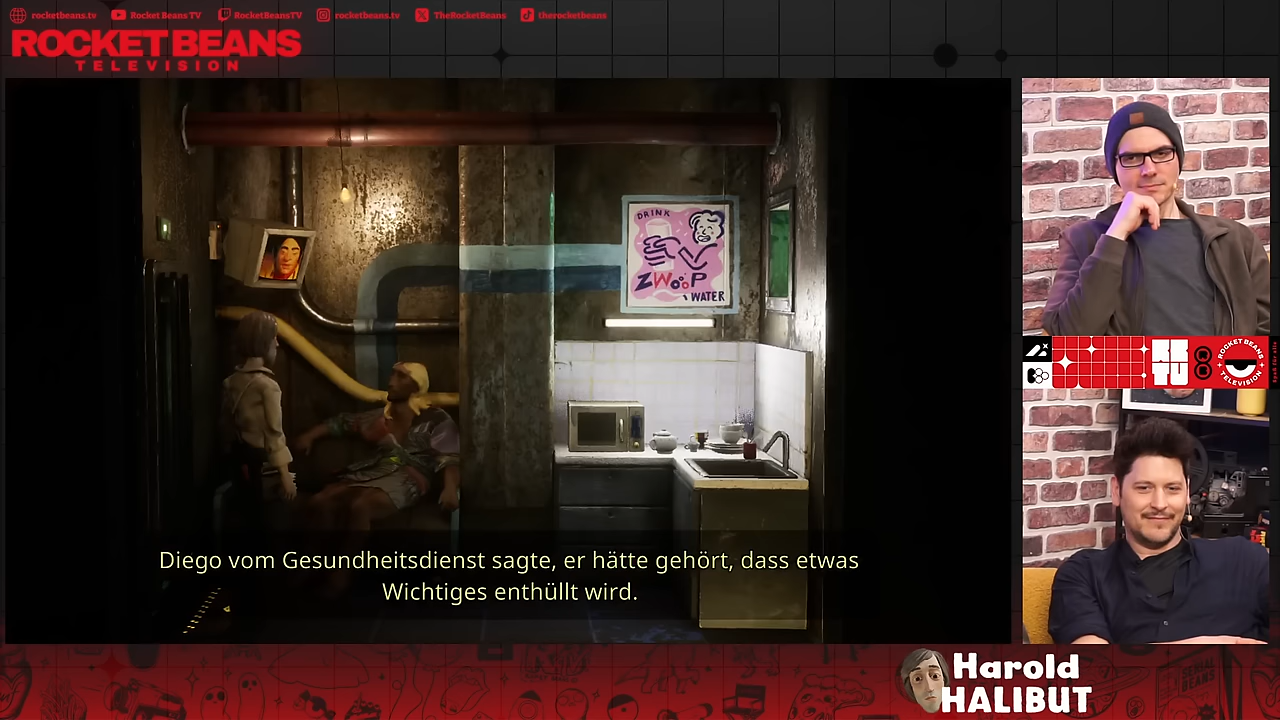 rocketbeans.tv
Rocket Beans TV
RocketBeansTV
rocketbeans.tv
TheRocketBeans
therocketbeans
ROCKET BEANS
TELEVISION
DRINK
ZWOOP
WATER
ROCKET BEANS
TELEVISION
Diego vom Gesundheitsdienst sagte, er hätte gehört, dass etwas
Wichtiges enthüllt wird.
Harold
HALIBUT